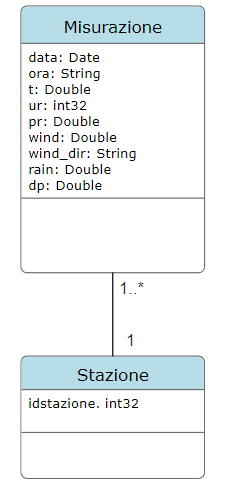 Misurazione
data: Date
ora: String
t: Double
ur: int32
pr: Double
wind: Double
wind_dir: String
rain: Double
dp: Double
1..*
1
Stazione
idstazione. int32